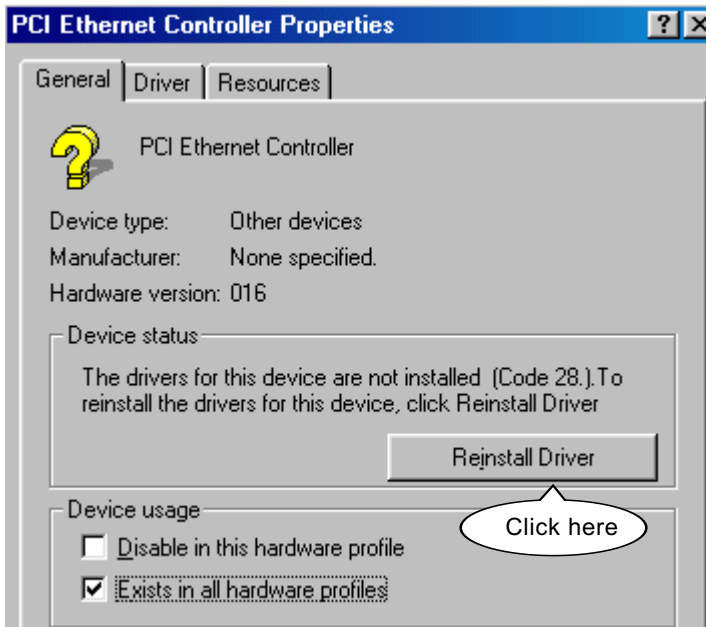 PCI Ethernet Controller Properties
General Driver Resources
PCI Ethernet Controller
Device type: Other devices
Manufacturer: None specified.
Hardware version: 016
Device status
The drivers for this device are not installed (Code 28.).To
reinstall the drivers for this device, click Reinstall Driver
Reinstall Driver
Click here
Device usage
Disable in this hardware profile
Exists in all hardware profiles